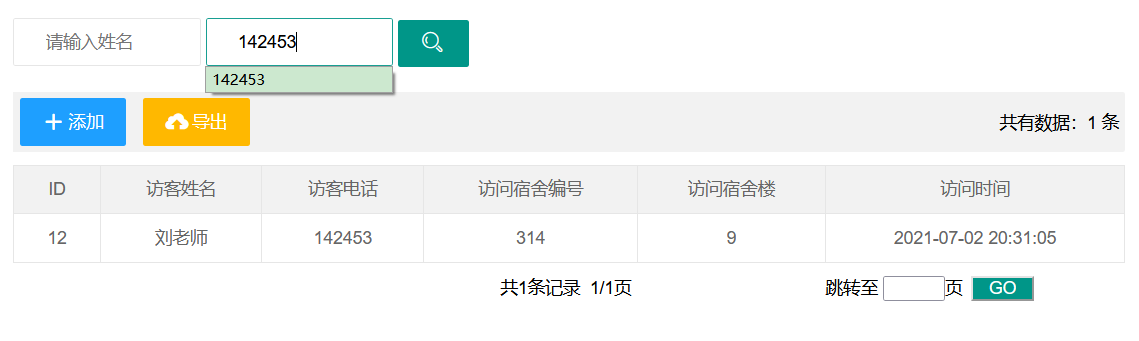 请输入姓名 142453
142453
添加 导出 共有数据：1 条
ID 访客姓名 访客电话 访问宿舍编号 访问宿舍楼 访问时间
12 刘老师 142453 314 9 2021-07-02 20:31:05
共1条记录 1/1页 跳转至 页 GO